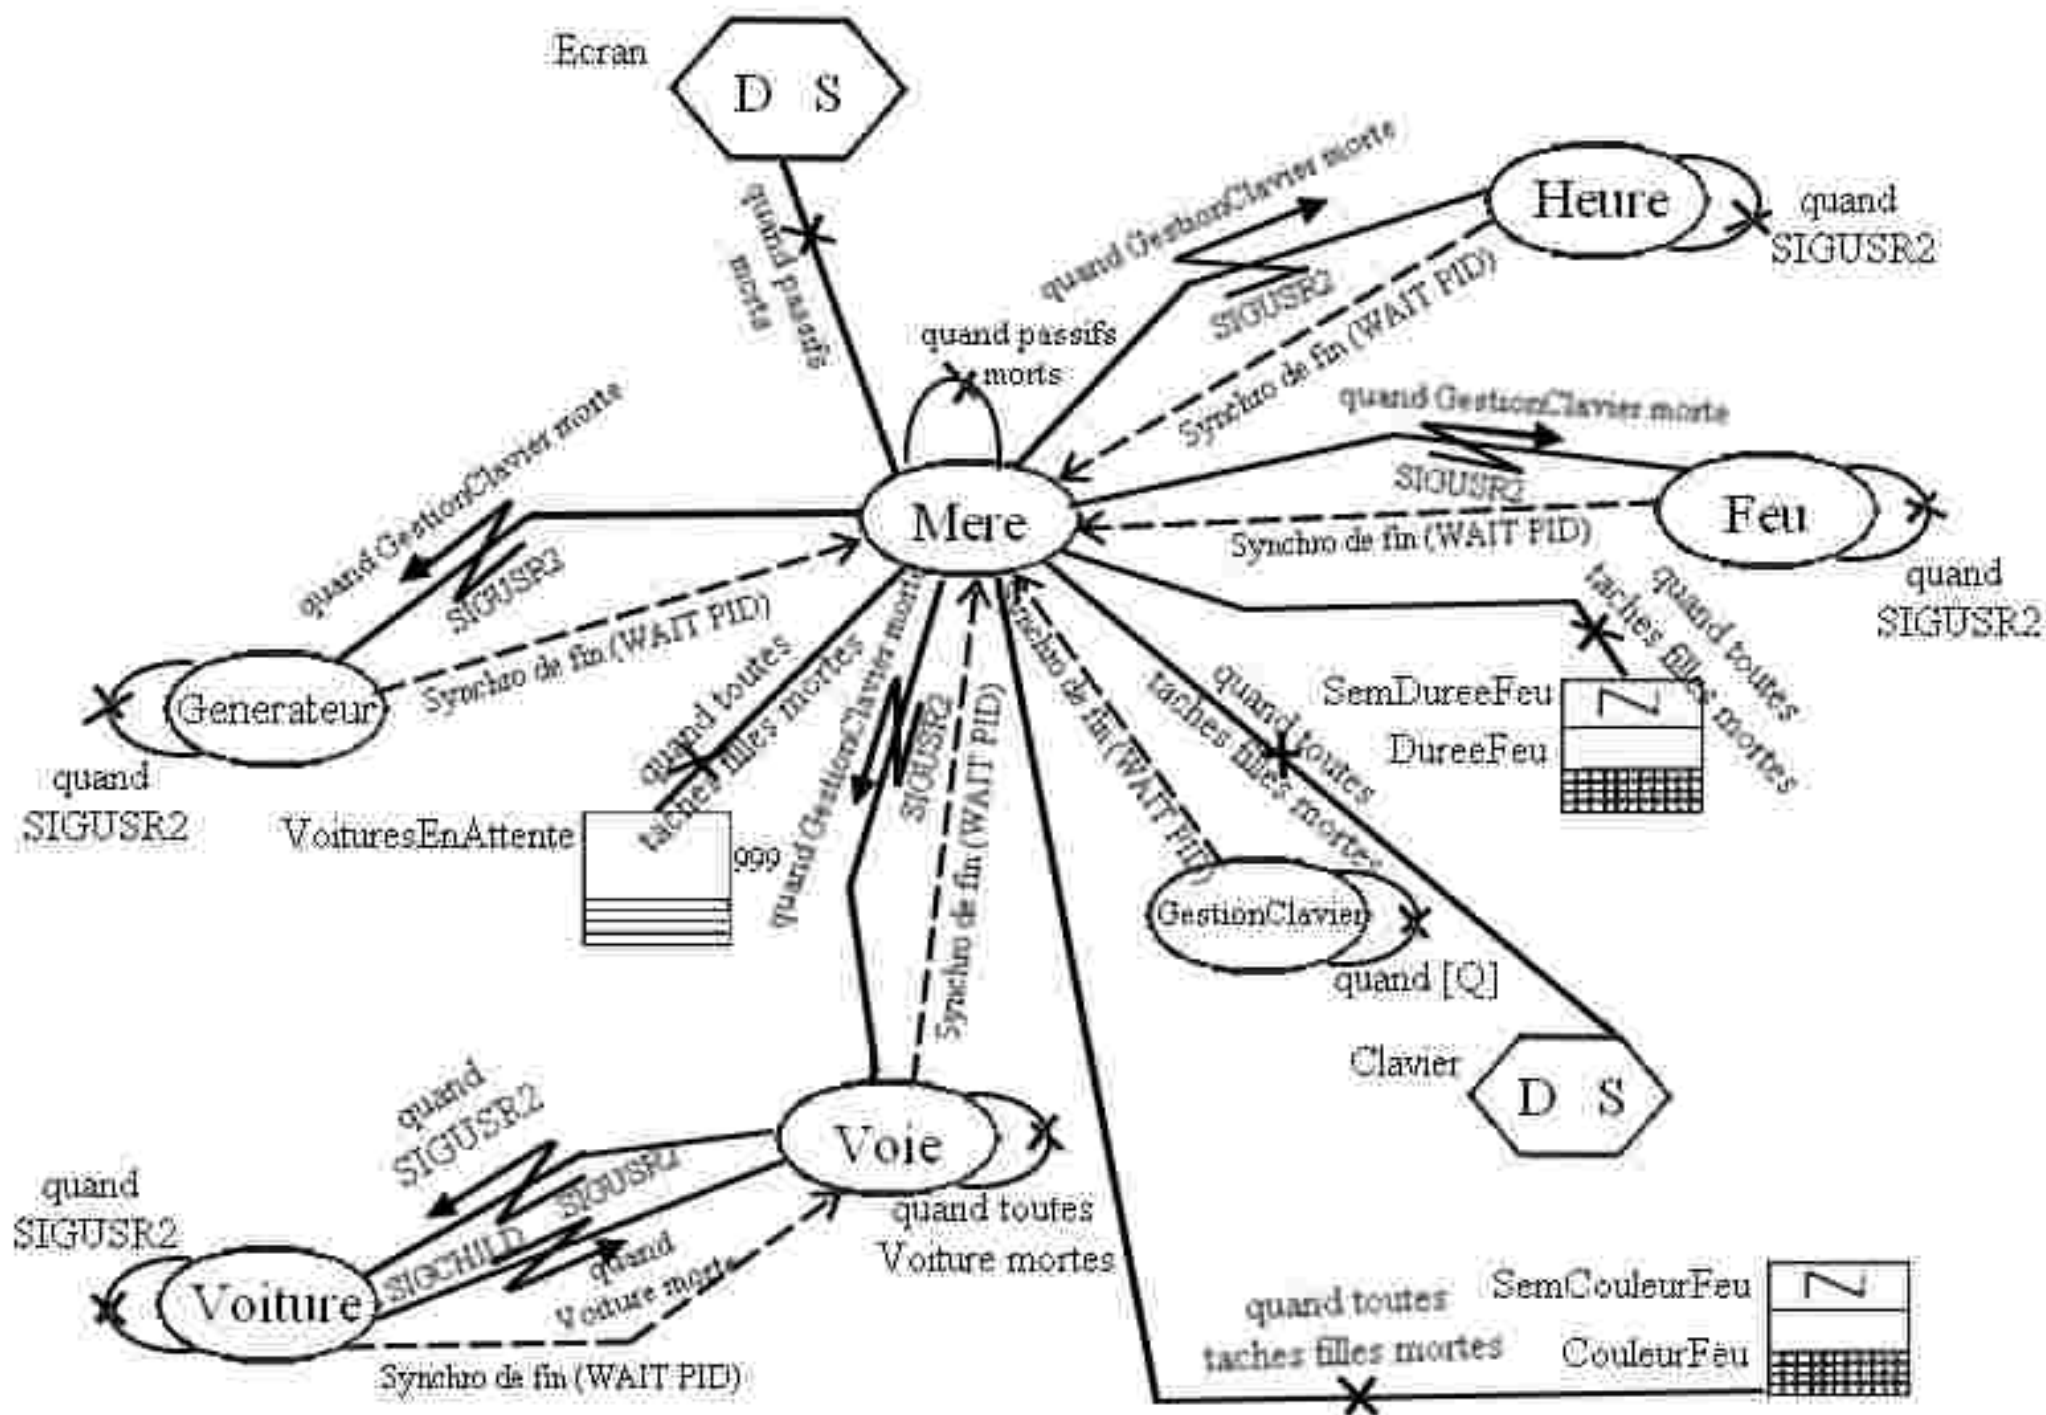 Ecran
D S
quand passifs
morts
quand GestionClavier morte
SIGUSR2
Synchro de fin (WAIT PID)
Heure
quand
SIGUSR2
quand passifs
morts
quand GestionClavier morte
SIGUSR2
Synchro de fin (WAIT PID)
Feu
quand
SIGUSR2
Mere
quand GestionClavier morte
SIGUSR2
Synchro de fin (WAIT PID)
Generateur
quand
SIGUSR2
quand toutes
taches filles mortes
VoituresEnAttente
999
quand GestionClavier morte
SIGUSR2
Synchro de fin (WAIT PID)
Synchro de fin (WAIT PID)
GestionClavier
quand [Q]
quand toutes
taches filles mortes
Clavier
D S
quand toutes
taches filles mortes
SemDureeFeu
DureeFeu
Voie
quand toutes
Voiture mortes
quand
SIGUSR2
SIGUSR2
SIGCHILD
quand
Voiture morte
Synchro de fin (WAIT PID)
quand
SIGUSR2
Voiture
quand toutes
taches filles mortes
SemCouleurFeu
CouleurFeu